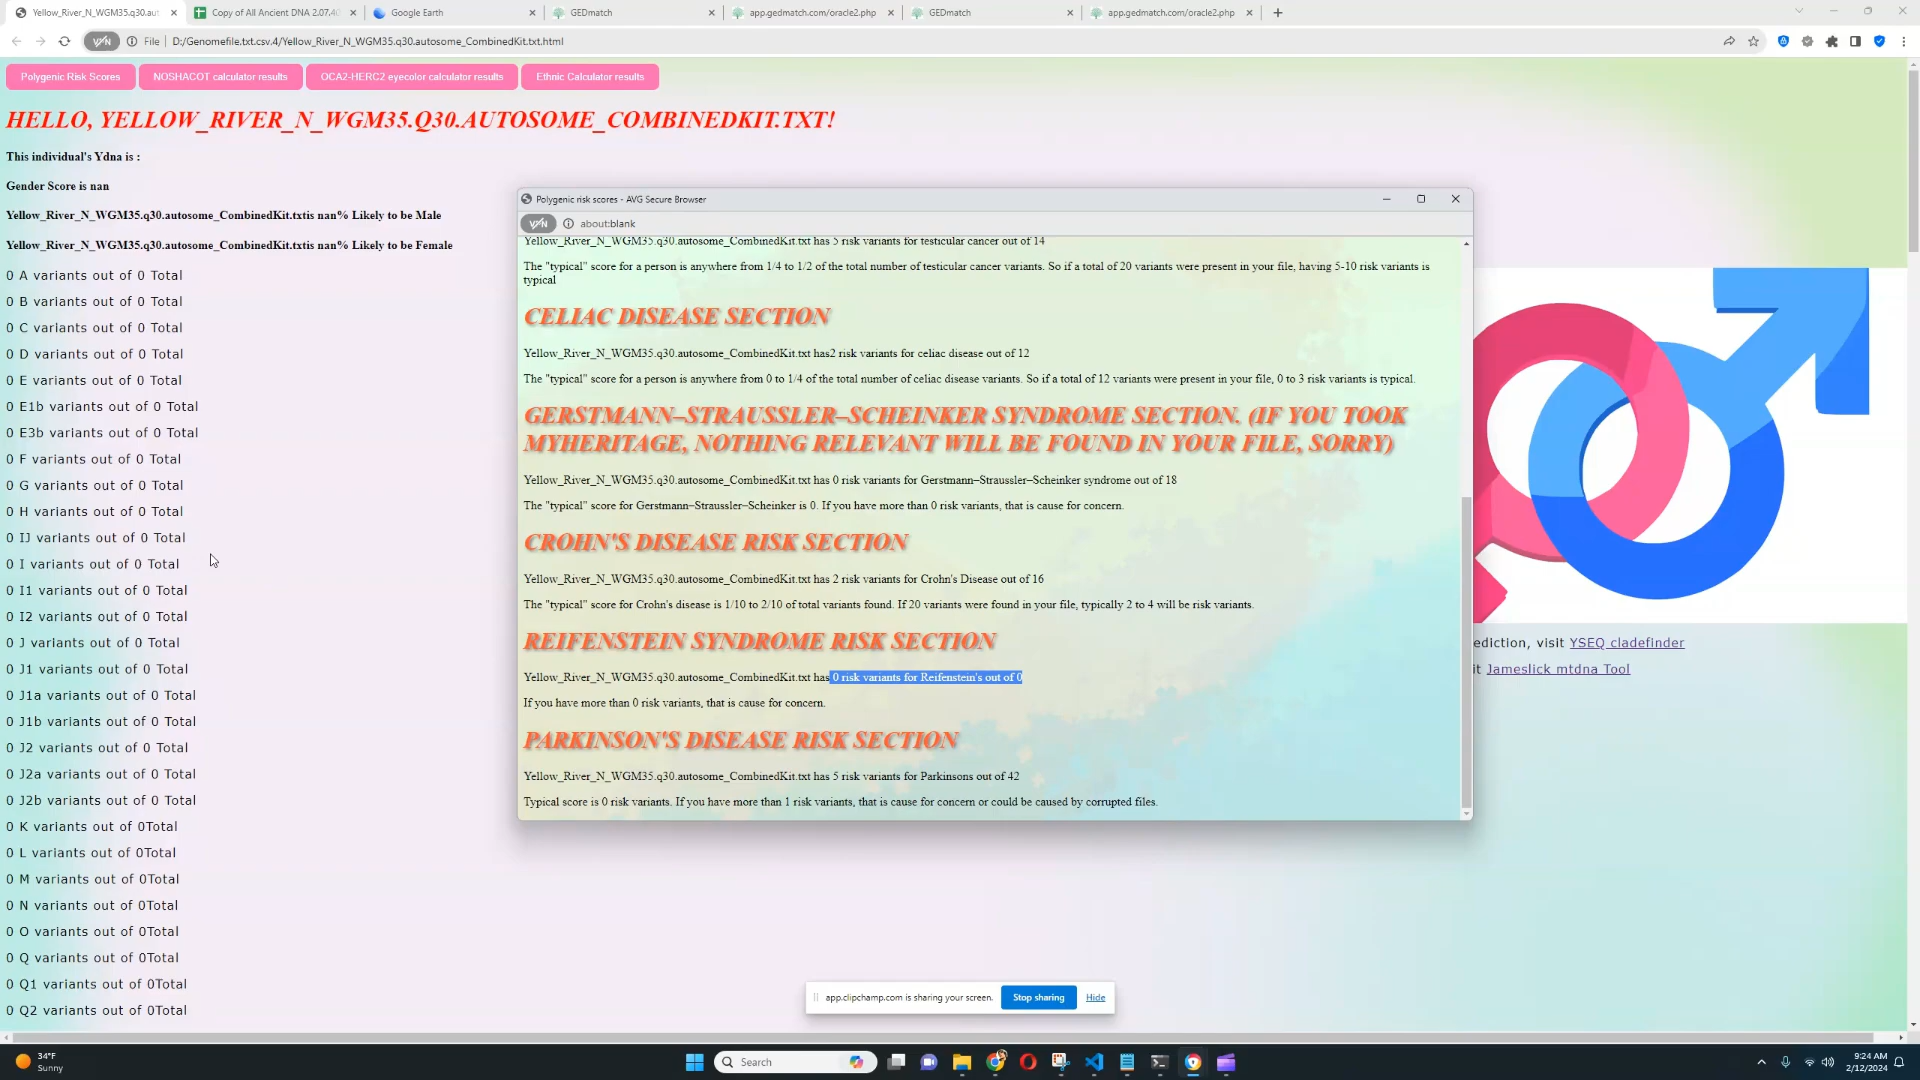 Yellow_River_N_WGM35.q30.aut
Copy of All Ancient DNA 2.07.40
Google Earth
GEDmatch
app.gedmatch.com/oracle2.php
GEDmatch
app.gedmatch.com/oracle2.php
VPN
File
D:/Genomefile.txt.csv.4/Yellow_River_N_WGM35.q30.autosome_CombinedKit.txt.html
Polygenic Risk Scores
NOSHACOT calculator results
OCA2-HERC2 eyecolor calculator results
Ethnic Calculator results
HELLO, YELLOW_RIVER_N_WGM35.Q30.AUTOSOME_COMBINEDKIT.TXT!
This individual's Ydna is :
Gender Score is nan
Yellow_River_N_WGM35.q30.autosome_CombinedKit.txtis nan% Likely to be Male
Yellow_River_N_WGM35.q30.autosome_CombinedKit.txtis nan% Likely to be Female
0 A variants out of 0 Total
0 B variants out of 0 Total
0 C variants out of 0 Total
0 D variants out of 0 Total
0 E variants out of 0 Total
0 E1b variants out of 0 Total
0 E3b variants out of 0 Total
0 F variants out of 0 Total
0 G variants out of 0 Total
0 H variants out of 0 Total
0 IJ variants out of 0 Total
0 I variants out of 0 Total
0 I1 variants out of 0 Total
0 I2 variants out of 0 Total
0 J variants out of 0 Total
0 J1 variants out of 0 Total
0 J1a variants out of 0 Total
0 J1b variants out of 0 Total
0 J2 variants out of 0 Total
0 J2a variants out of 0 Total
0 J2b variants out of 0 Total
0 K variants out of 0Total
0 L variants out of 0Total
0 M variants out of 0Total
0 N variants out of 0Total
0 O variants out of 0Total
0 Q variants out of 0Total
0 Q1 variants out of 0Total
0 Q2 variants out of 0Total
Polygenic risk scores - AVG Secure Browser
VPN
about:blank
Yellow_River_N_WGM35.q30.autosome_CombinedKit.txt has 5 risk variants for testicular cancer out of 14
The "typical" score for a person is anywhere from 1/4 to 1/2 of the total number of testicular cancer variants. So if a total of 20 variants were present in your file, having 5-10 risk variants is
typical
CELIAC DISEASE SECTION
Yellow_River_N_WGM35.q30.autosome_CombinedKit.txt has2 risk variants for celiac disease out of 12
The "typical" score for a person is anywhere from 0 to 1/4 of the total number of celiac disease variants. So if a total of 12 variants were present in your file, 0 to 3 risk variants is typical.
GERSTMANN–STRAUSSLER–SCHEINKER SYNDROME SECTION. (IF YOU TOOK
MYHERITAGE, NOTHING RELEVANT WILL BE FOUND IN YOUR FILE, SORRY)
Yellow_River_N_WGM35.q30.autosome_CombinedKit.txt has 0 risk variants for Gerstmann–Straussler–Scheinker syndrome out of 18
The "typical" score for Gerstmann–Straussler–Scheinker is 0. If you have more than 0 risk variants, that is cause for concern.
CROHN'S DISEASE RISK SECTION
Yellow_River_N_WGM35.q30.autosome_CombinedKit.txt has 2 risk variants for Crohn's Disease out of 16
The "typical" score for Crohn's disease is 1/10 to 2/10 of total variants found. If 20 variants were found in your file, typically 2 to 4 will be risk variants.
REIFENSTEIN SYNDROME RISK SECTION
Yellow_River_N_WGM35.q30.autosome_CombinedKit.txt has 0 risk variants for Reifenstein's out of 0
If you have more than 0 risk variants, that is cause for concern.
PARKINSON'S DISEASE RISK SECTION
Yellow_River_N_WGM35.q30.autosome_CombinedKit.txt has 5 risk variants for Parkinsons out of 42
Typical score is 0 risk variants. If you have more than 1 risk variants, that is cause for concern or could be caused by corrupted files.
ediction, visit YSEQ cladefinder
it Jameslick mtdna Tool
app.clipchamp.com is sharing your screen.
Stop sharing
Hide
34°F
Sunny
Search
9:24 AM
2/12/2024